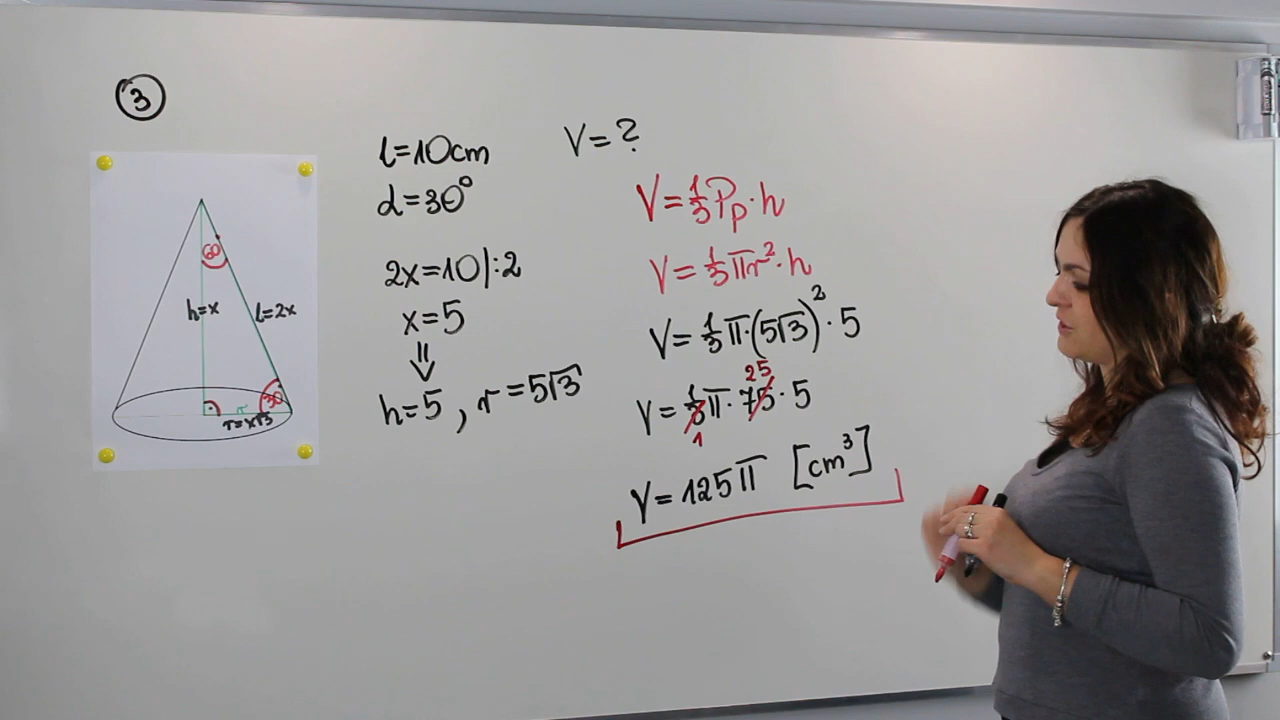 3
l=10cm
α=30°
2x=10|:2
x=5
⇓
h=5, r=5√3
60
h=x
l=2x
30
r
r=x√3
V=?
V=⅓Pp·h
V=⅓πr²·h
V=⅓π·(5√3)²·5
25
V=⅓π·75·5
1
V=125π [cm³]